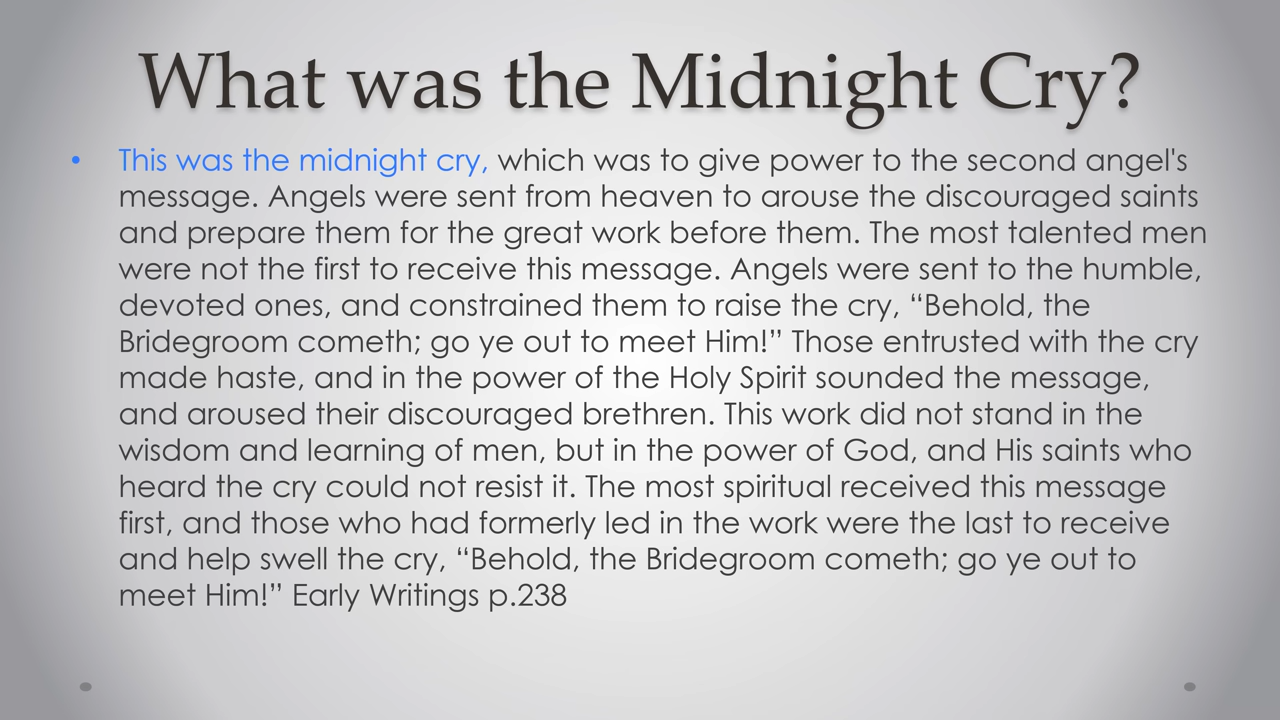 What was the Midnight Cry?
• This was the midnight cry, which was to give power to the second angel's
message. Angels were sent from heaven to arouse the discouraged saints
and prepare them for the great work before them. The most talented men
were not the first to receive this message. Angels were sent to the humble,
devoted ones, and constrained them to raise the cry, “Behold, the
Bridegroom cometh; go ye out to meet Him!” Those entrusted with the cry
made haste, and in the power of the Holy Spirit sounded the message,
and aroused their discouraged brethren. This work did not stand in the
wisdom and learning of men, but in the power of God, and His saints who
heard the cry could not resist it. The most spiritual received this message
first, and those who had formerly led in the work were the last to receive
and help swell the cry, “Behold, the Bridegroom cometh; go ye out to
meet Him!” Early Writings p.238